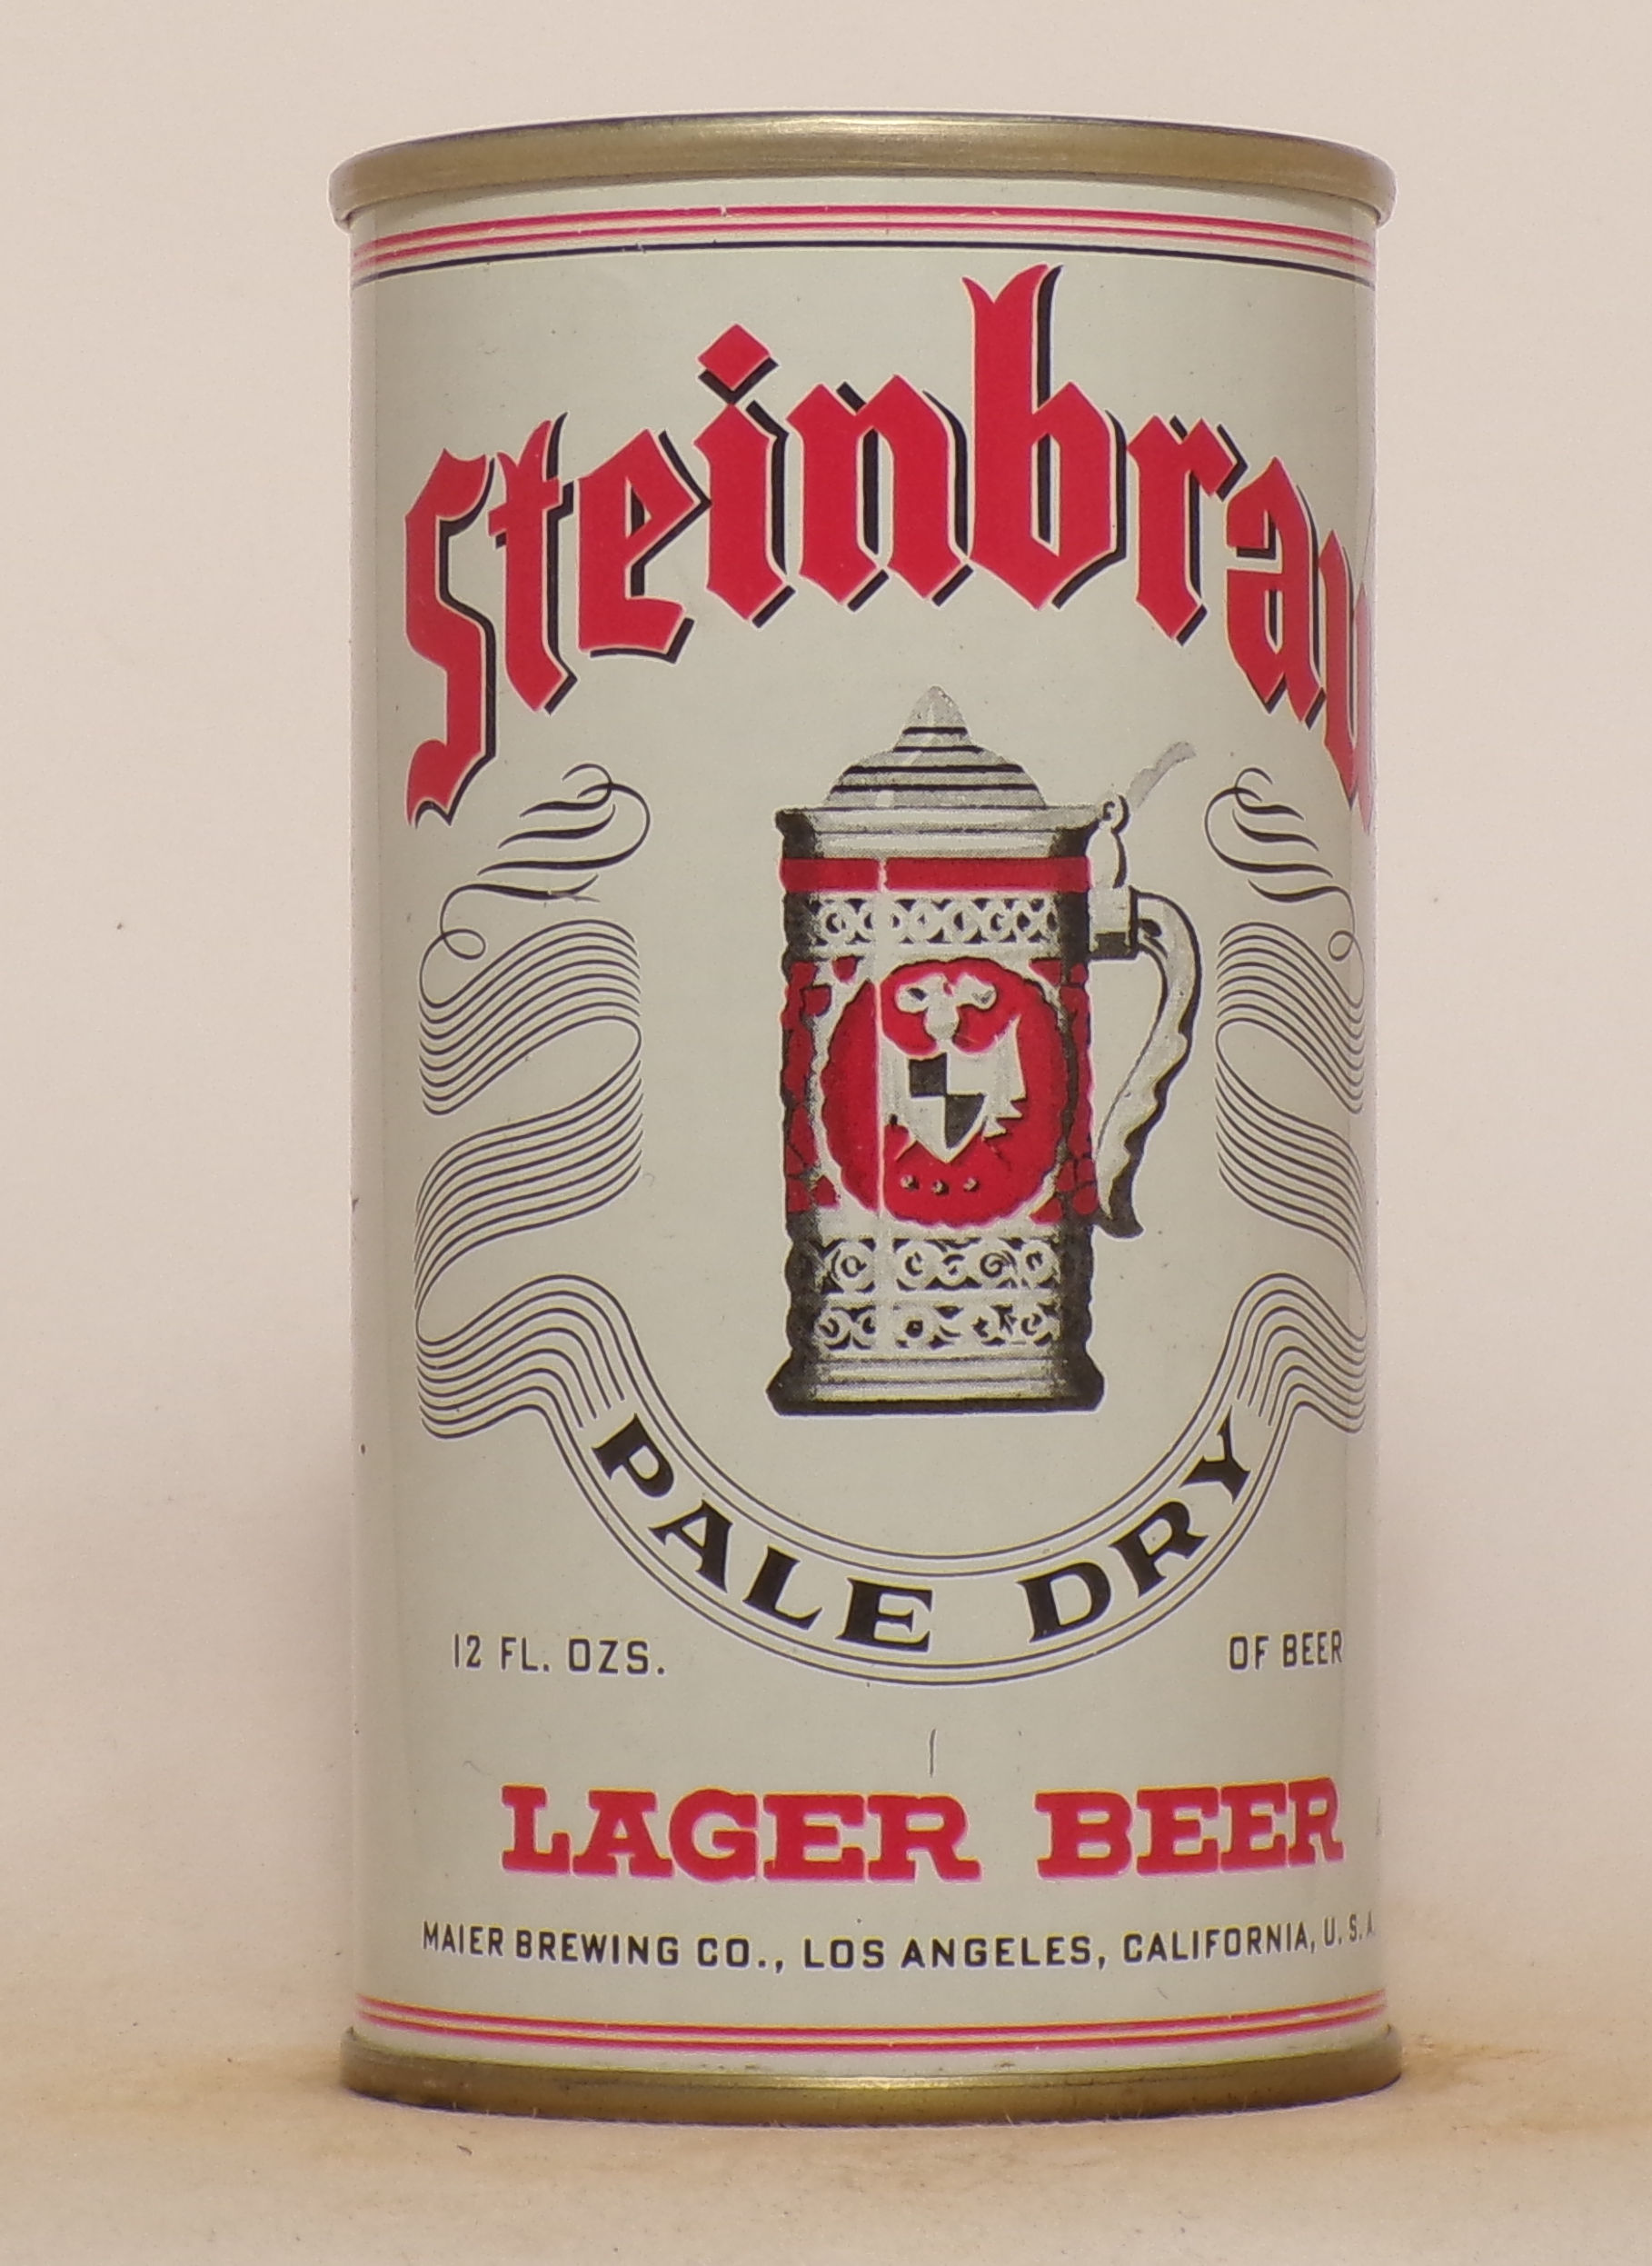 Steinbrau
PALE DRY
12 FL. OZS. OF BEER
LAGER BEER
MAIER BREWING CO., LOS ANGELES, CALIFORNIA, U.S.A.